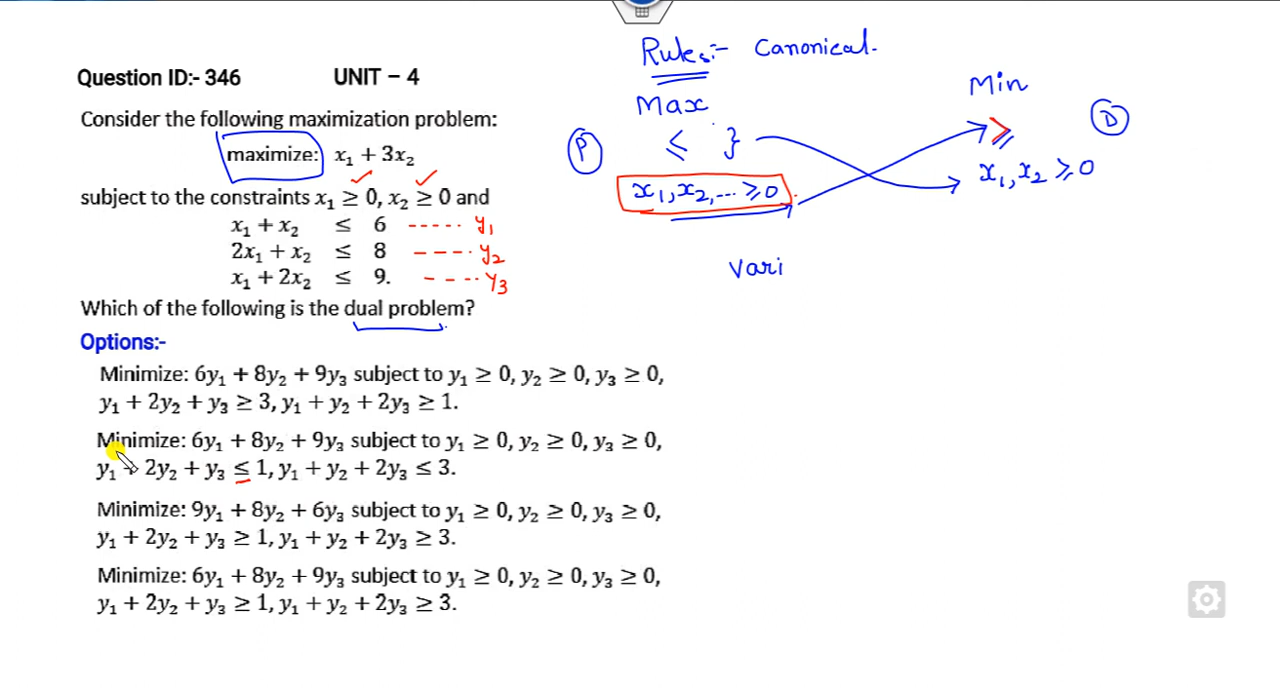 Question ID:- 346 UNIT – 4
Consider the following maximization problem:
maximize: x₁ + 3x₂
subject to the constraints x₁ ≥ 0, x₂ ≥ 0 and
x₁ + x₂ ≤ 6 ----- y₁
2x₁ + x₂ ≤ 8 ---- y₂
x₁ + 2x₂ ≤ 9. ---- y₃
Which of the following is the dual problem?
Options:-
Minimize: 6y₁ + 8y₂ + 9y₃ subject to y₁ ≥ 0, y₂ ≥ 0, y₃ ≥ 0,
y₁ + 2y₂ + y₃ ≥ 3, y₁ + y₂ + 2y₃ ≥ 1.
Minimize: 6y₁ + 8y₂ + 9y₃ subject to y₁ ≥ 0, y₂ ≥ 0, y₃ ≥ 0,
y₁ + 2y₂ + y₃ ≤ 1, y₁ + y₂ + 2y₃ ≤ 3.
Minimize: 9y₁ + 8y₂ + 6y₃ subject to y₁ ≥ 0, y₂ ≥ 0, y₃ ≥ 0,
y₁ + 2y₂ + y₃ ≥ 1, y₁ + y₂ + 2y₃ ≥ 3.
Minimize: 6y₁ + 8y₂ + 9y₃ subject to y₁ ≥ 0, y₂ ≥ 0, y₃ ≥ 0,
y₁ + 2y₂ + y₃ ≥ 1, y₁ + y₂ + 2y₃ ≥ 3.
Rules:- Canonical.
Max Min
P ≤ } ≥ D
x₁, x₂, ... ≥ 0 x₁, x₂ ≥ 0
Vari